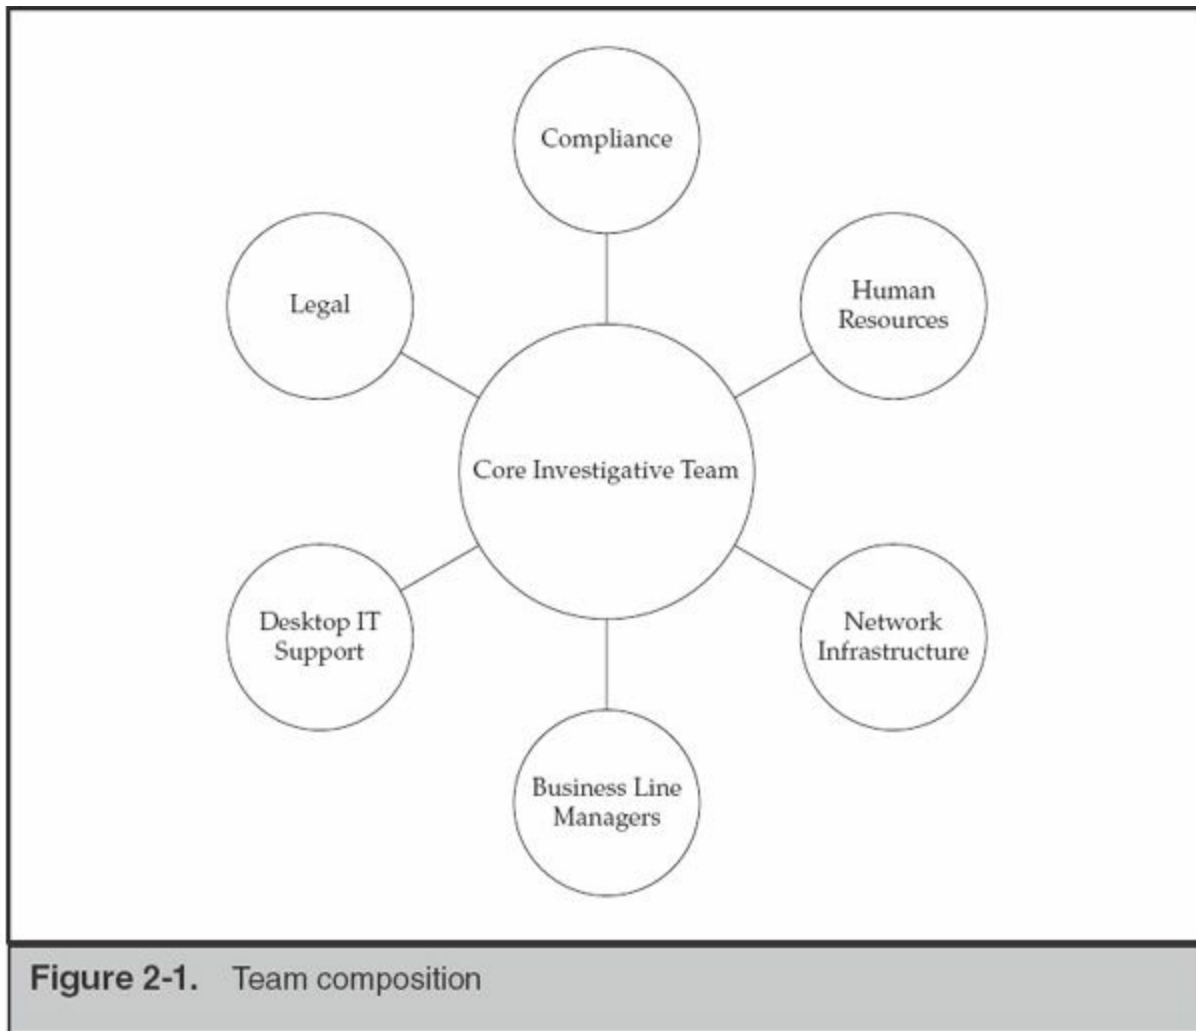 Compliance
Legal
Human
Resources
Core Investigative Team
Desktop IT
Support
Network
Infrastructure
Business Line
Managers
Figure 2-1. Team composition